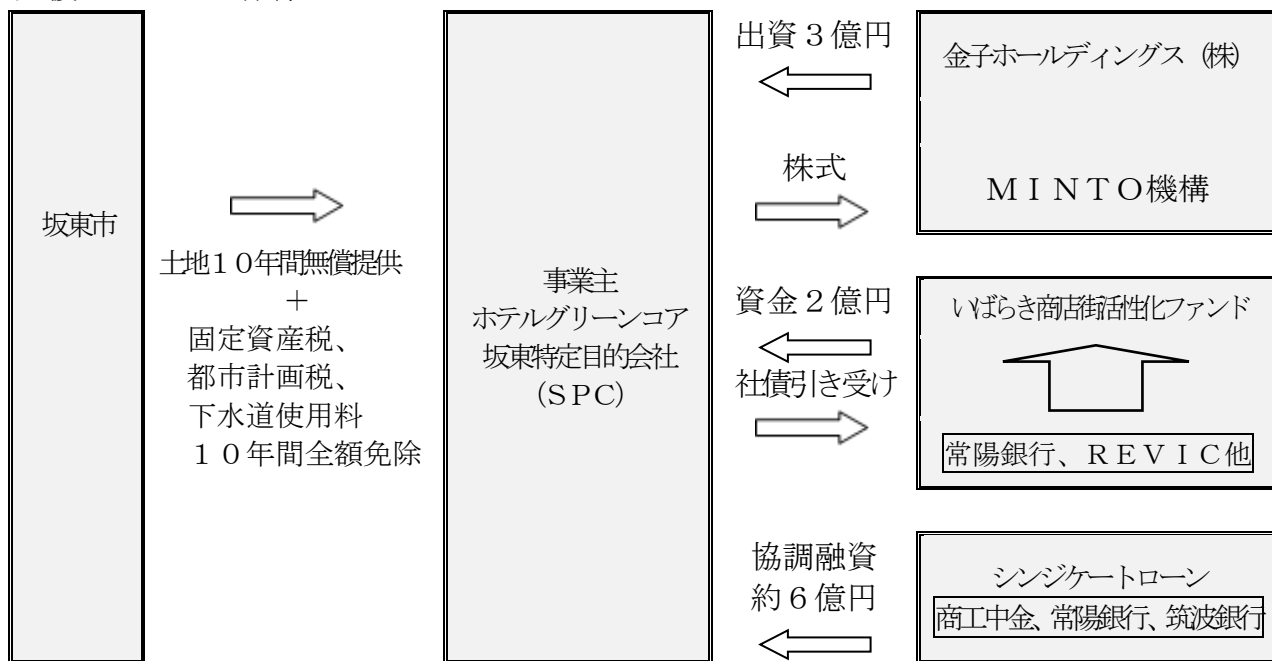 坂東市
土地１０年間無償提供
＋
固定資産税、
都市計画税、
下水道使用料
１０年間全額免除
事業主
ホテルグリーンコア
坂東特定目的会社
(ＳＰＣ)
出資３億円
株式
金子ホールディングス（株）
ＭＩＮＴＯ機構
資金２億円
社債引き受け
いばらき商店街活性化ファンド
常陽銀行、ＲＥＶＩＣ他
協調融資
約６億円
シンジケートローン
商工中金、常陽銀行、筑波銀行